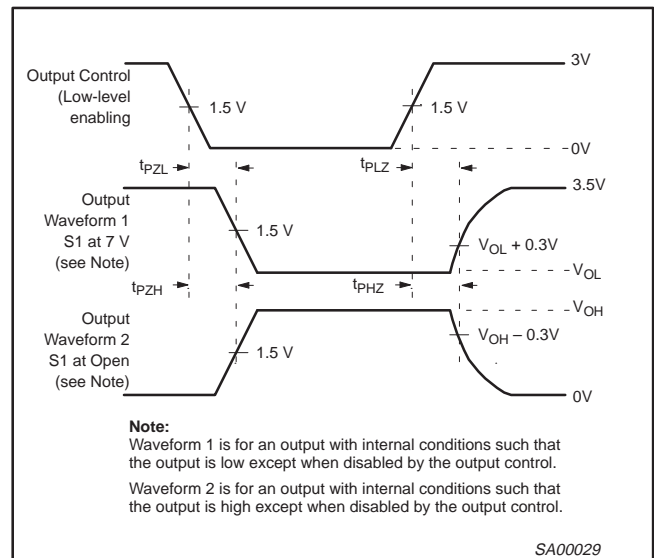 3V
Output Control
(Low-level
enabling
1.5 V
1.5 V
0V
tPZL
tPLZ
3.5V
Output
Waveform 1
S1 at 7 V
(see Note)
1.5 V
VOL + 0.3V
VOL
tPZH
tPHZ
VOH
Output
Waveform 2
S1 at Open
(see Note)
1.5 V
VOH – 0.3V
0V
Note:
Waveform 1 is for an output with internal conditions such that
the output is low except when disabled by the output control.
Waveform 2 is for an output with internal conditions such that
the output is high except when disabled by the output control.
SA00029